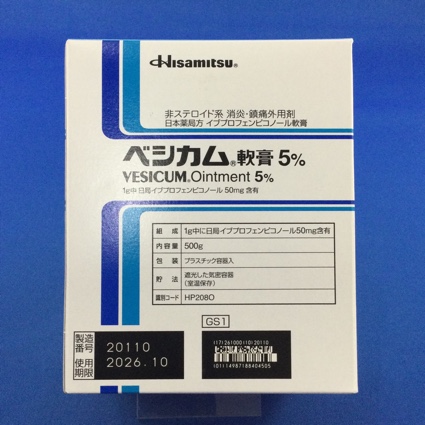 Hisamitsu®
非ステロイド系 消炎・鎮痛外用剤
日本薬局方 イブプロフェンピコノール軟膏
ベシカム®軟膏 5%
VESICUM®Ointment 5%
1g中 日局イブプロフェンピコノール 50mg 含有
組成 1g中に日局イブプロフェンピコノール50mg含有
内容量 500g
包装 プラスチック容器入
貯法 遮光した気密容器
(室温保存)
識別コード HP208O
GS1
製造番号 20110
使用期限 2026.10
(17)261000(10)20110
(01)14987188404505